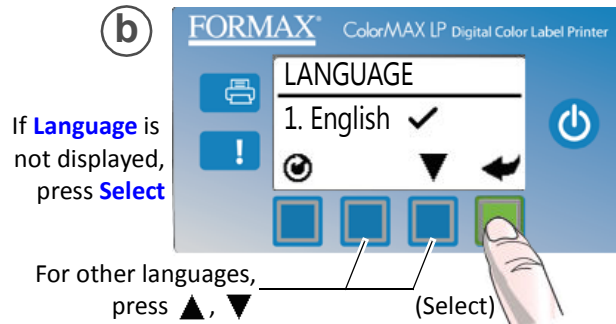 b
FORMAX® ColorMAX LP Digital Color Label Printer
LANGUAGE
1. English ✓
!
If Language is
not displayed,
press Select
For other languages,
press ▲, ▼
(Select)